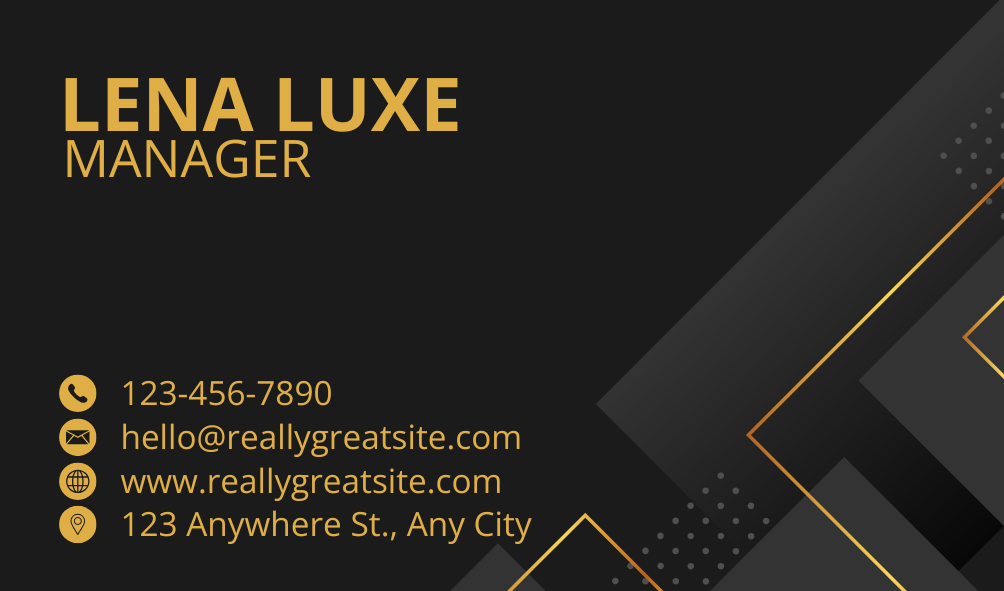 LENA LUXE
MANAGER
123-456-7890
hello@reallygreatsite.com
www.reallygreatsite.com
123 Anywhere St., Any City